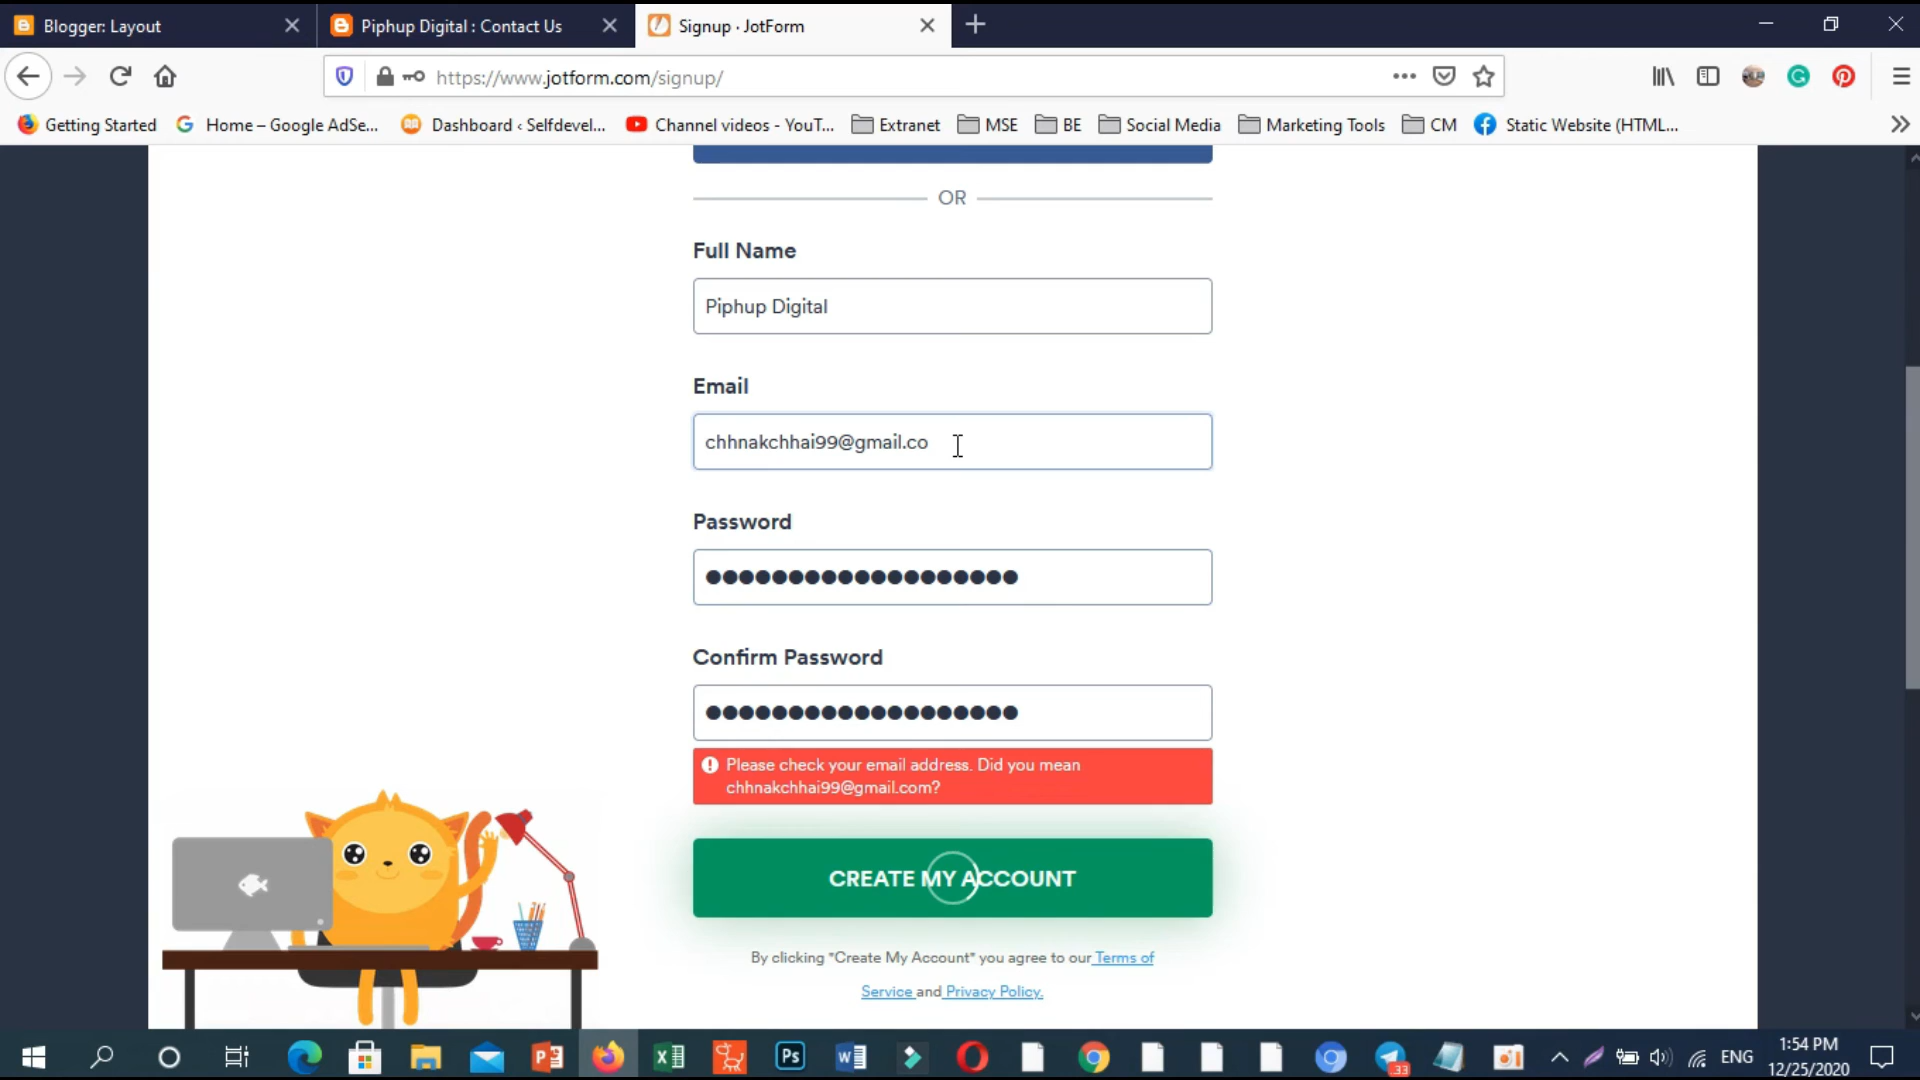 Blogger: Layout
Piphup Digital : Contact Us
Signup · JotForm
https://www.jotform.com/signup/
Getting Started
Home – Google AdSe...
Dashboard ‹ Selfdevel...
Channel videos - YouT...
Extranet
MSE
BE
Social Media
Marketing Tools
CM
Static Website (HTML...
OR
Full Name
Piphup Digital
Email
chhnakchhai99@gmail.co
Password
Confirm Password
Please check your email address. Did you mean
chhnakchhai99@gmail.com?
CREATE MY ACCOUNT
By clicking "Create My Account" you agree to our Terms of
Service and Privacy Policy.
Ps
33
ENG
1:54 PM
12/25/2020